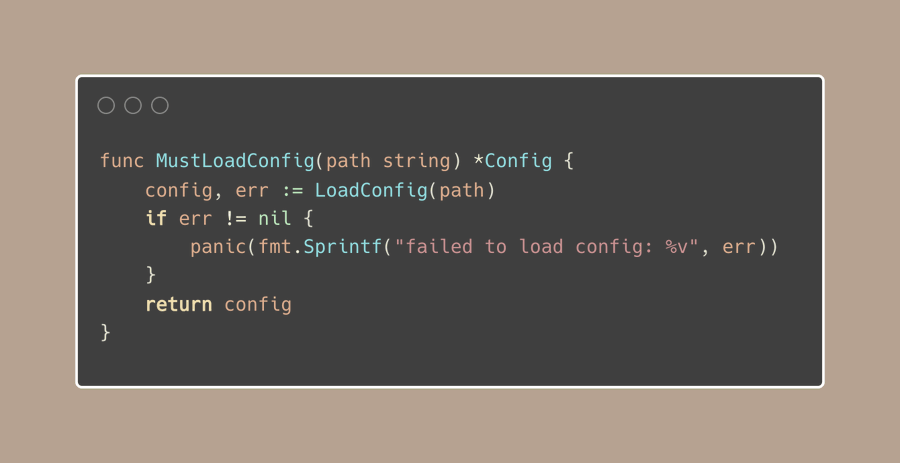 func MustLoadConfig(path string) *Config {
    config, err := LoadConfig(path)
    if err != nil {
        panic(fmt.Sprintf("failed to load config: %v", err))
    }
    return config
}